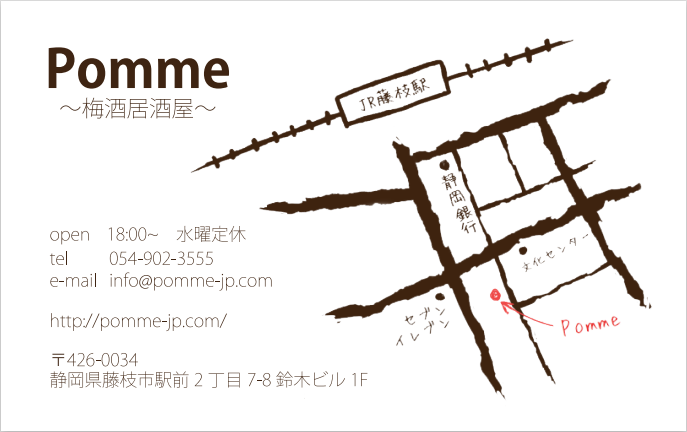 Pomme
～梅酒居酒屋～
open 18:00~ 水曜定休
tel 054-902-3555
e-mail info@pomme-jp.com
http://pomme-jp.com/
〒426-0034
静岡県藤枝市駅前２丁目7-8 鈴木ビル 1F
JR藤枝駅
静岡銀行
文化センター
セブン
イレブン
Pomme